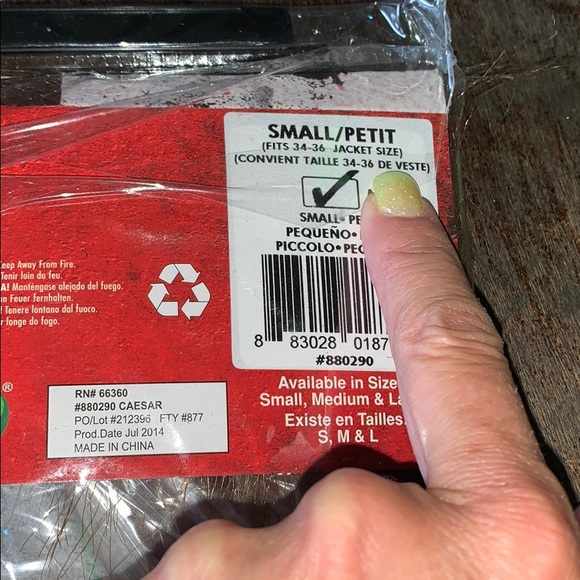 SMALL/PETIT
(FITS 34-36 JACKET SIZE)
(CONVIENT TAILLE 34-36 DE VESTE)
SMALL•
PEQUEÑO•
PICCOLO•
8 83028 0187
#880290
Keep Away From Fire.
Tenir loin du feu.
Manténgase alejado del fuego.
Feuer fernhalten.
! Tenere lontano dal fuoco.
longe do fogo.
®
RN# 66360
#880290 CAESAR
PO/Lot #212396 FTY #877
Prod.Date Jul 2014
MADE IN CHINA
Available in
Small, Medium &
Existe en Tailles
S, M & L